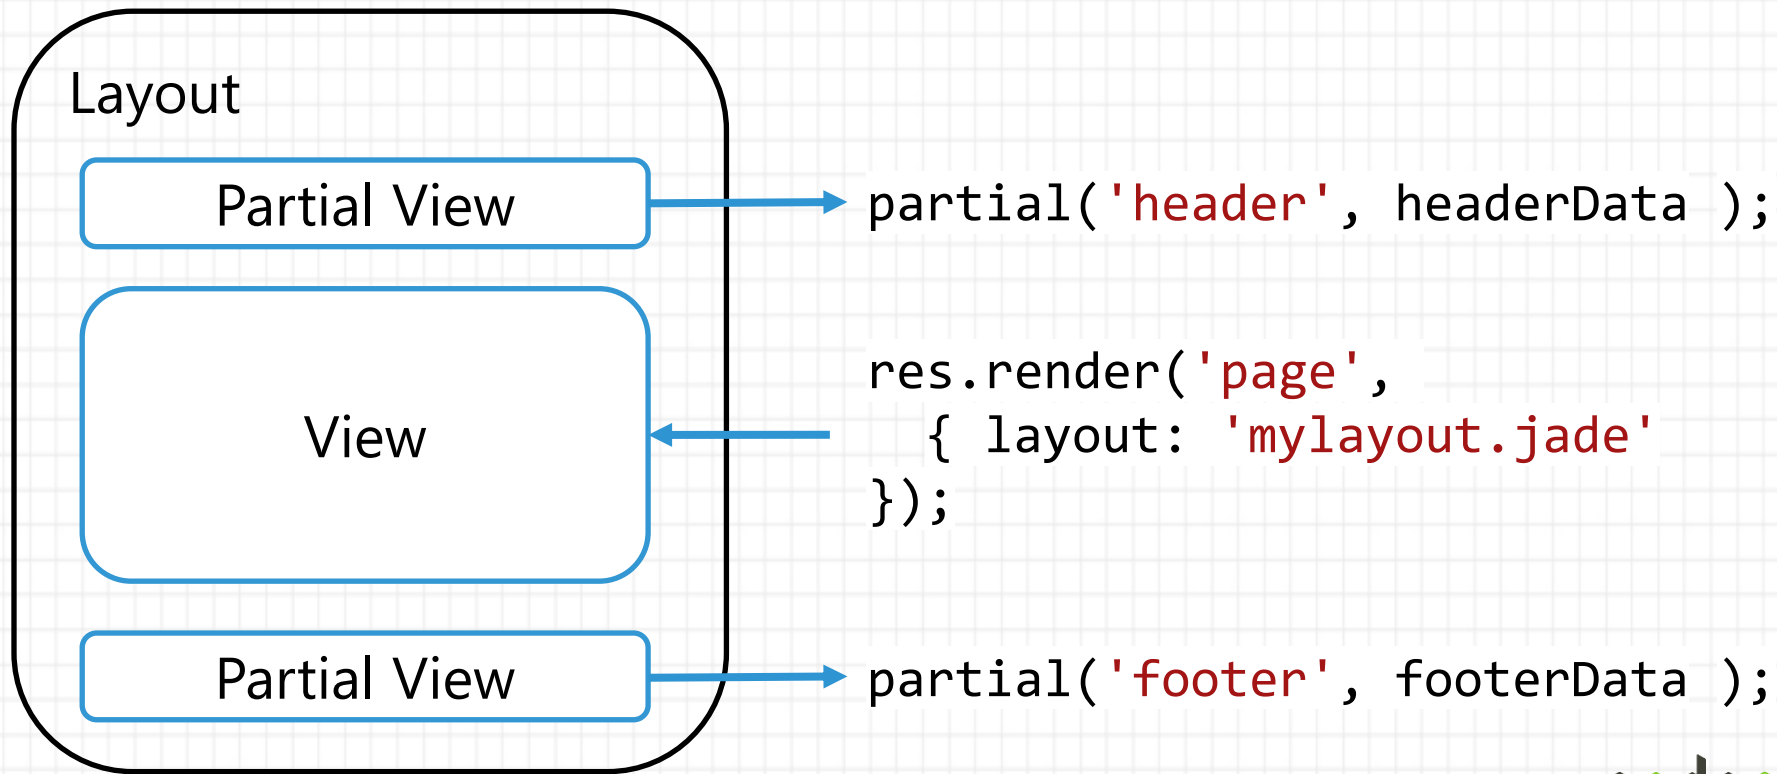 Layout
Partial View
partial('header', headerData );
View
res.render('page',
{ layout: 'mylayout.jade'
});
Partial View
partial('footer', footerData );